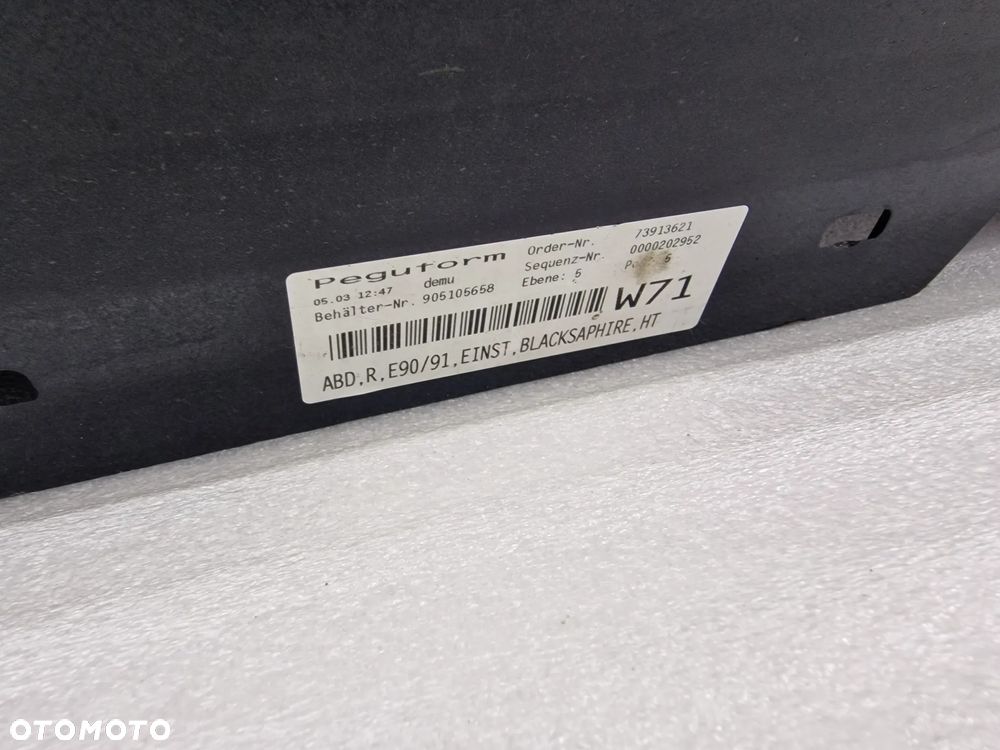 Peguform Order-Nr. 73913621
05.03 12:47 demu Sequenz-Nr. 0000202952
Behälter-Nr. 905105658 Ebene: 5 6
W71
ABD,R,E90/91,EINST,BLACKSAPHIRE,HT
OTOMOTO